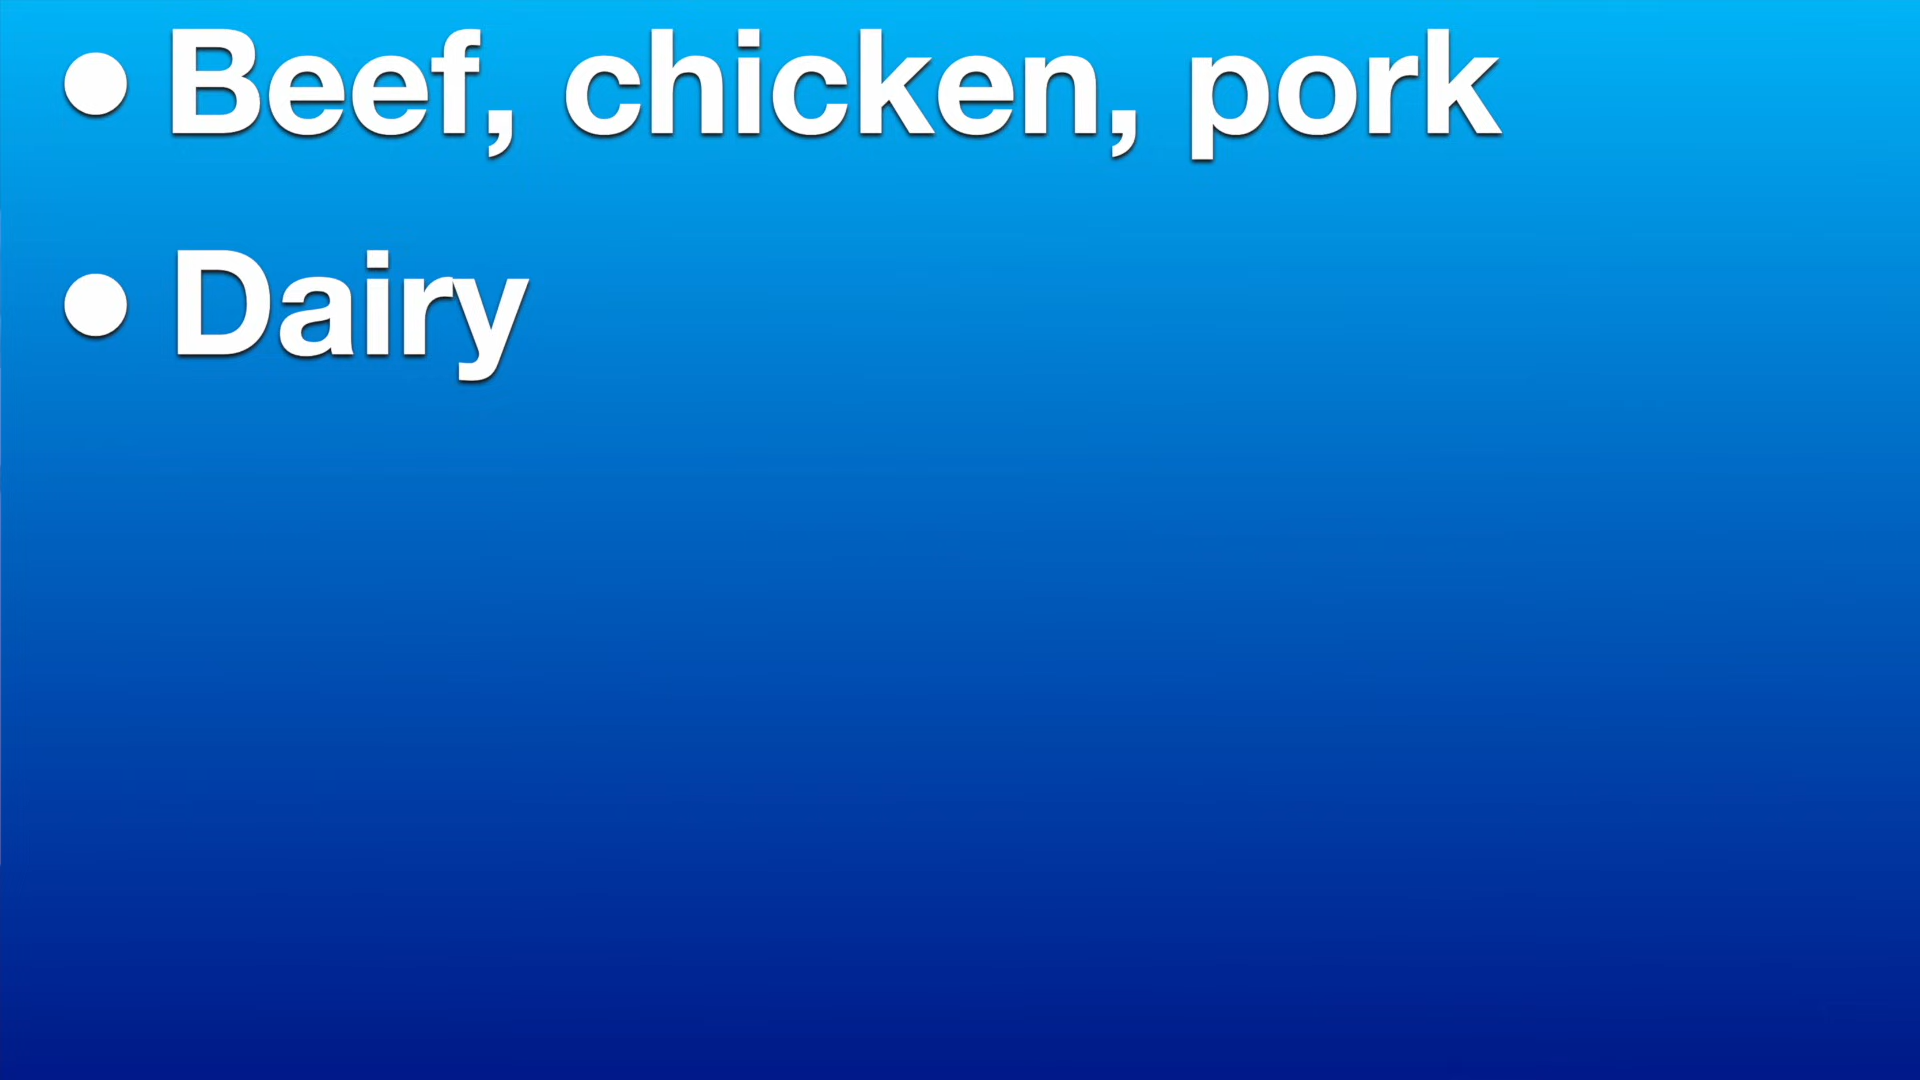 • Beef, chicken, pork
• Dairy